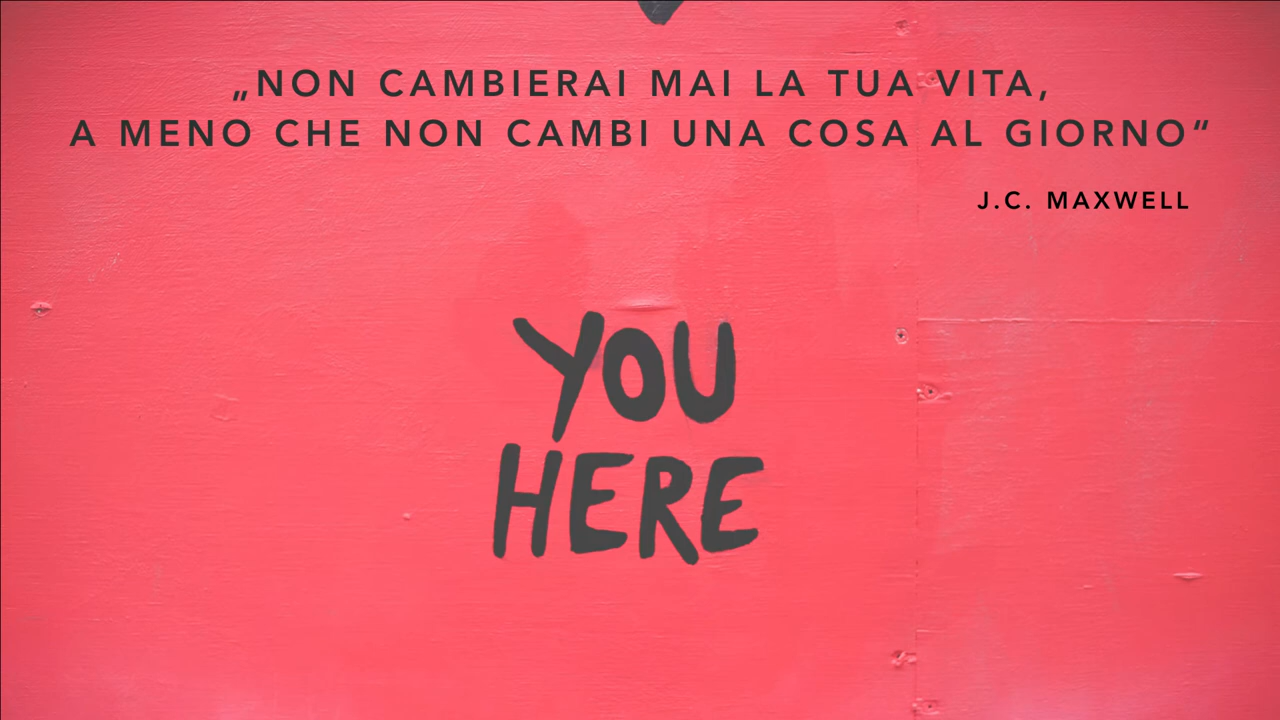 „NON CAMBIERAI MAI LA TUA VITA,
A MENO CHE NON CAMBI UNA COSA AL GIORNO“
J.C. MAXWELL
YOU
HERE